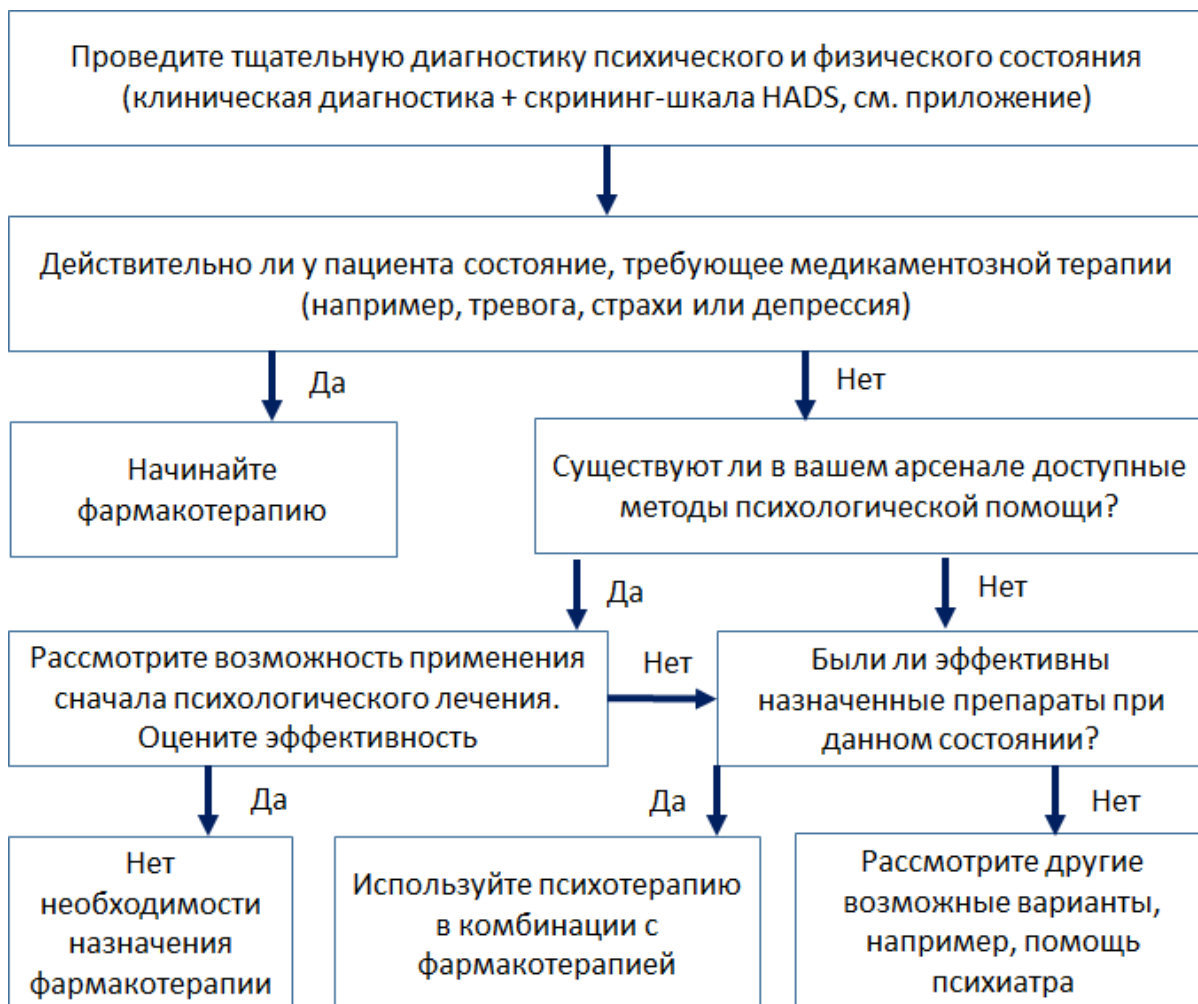 Проведите тщательную диагностику психического и физического состояния
(клиническая диагностика + скрининг-шкала HADS, см. приложение)
Действительно ли у пациента состояние, требующее медикаментозной терапии
(например, тревога, страхи или депрессия)
Да
Нет
Начинайте
фармакотерапию
Существуют ли в вашем арсенале доступные
методы психологической помощи?
Да
Нет
Рассмотрите возможность применения
сначала психологического лечения.
Оцените эффективность
Нет
Были ли эффективны
назначенные препараты при
данном состоянии?
Да
Да
Нет
Нет
необходимости
назначения
фармакотерапии
Используйте психотерапию
в комбинации с
фармакотерапией
Рассмотрите другие
возможные варианты,
например, помощь
психиатра